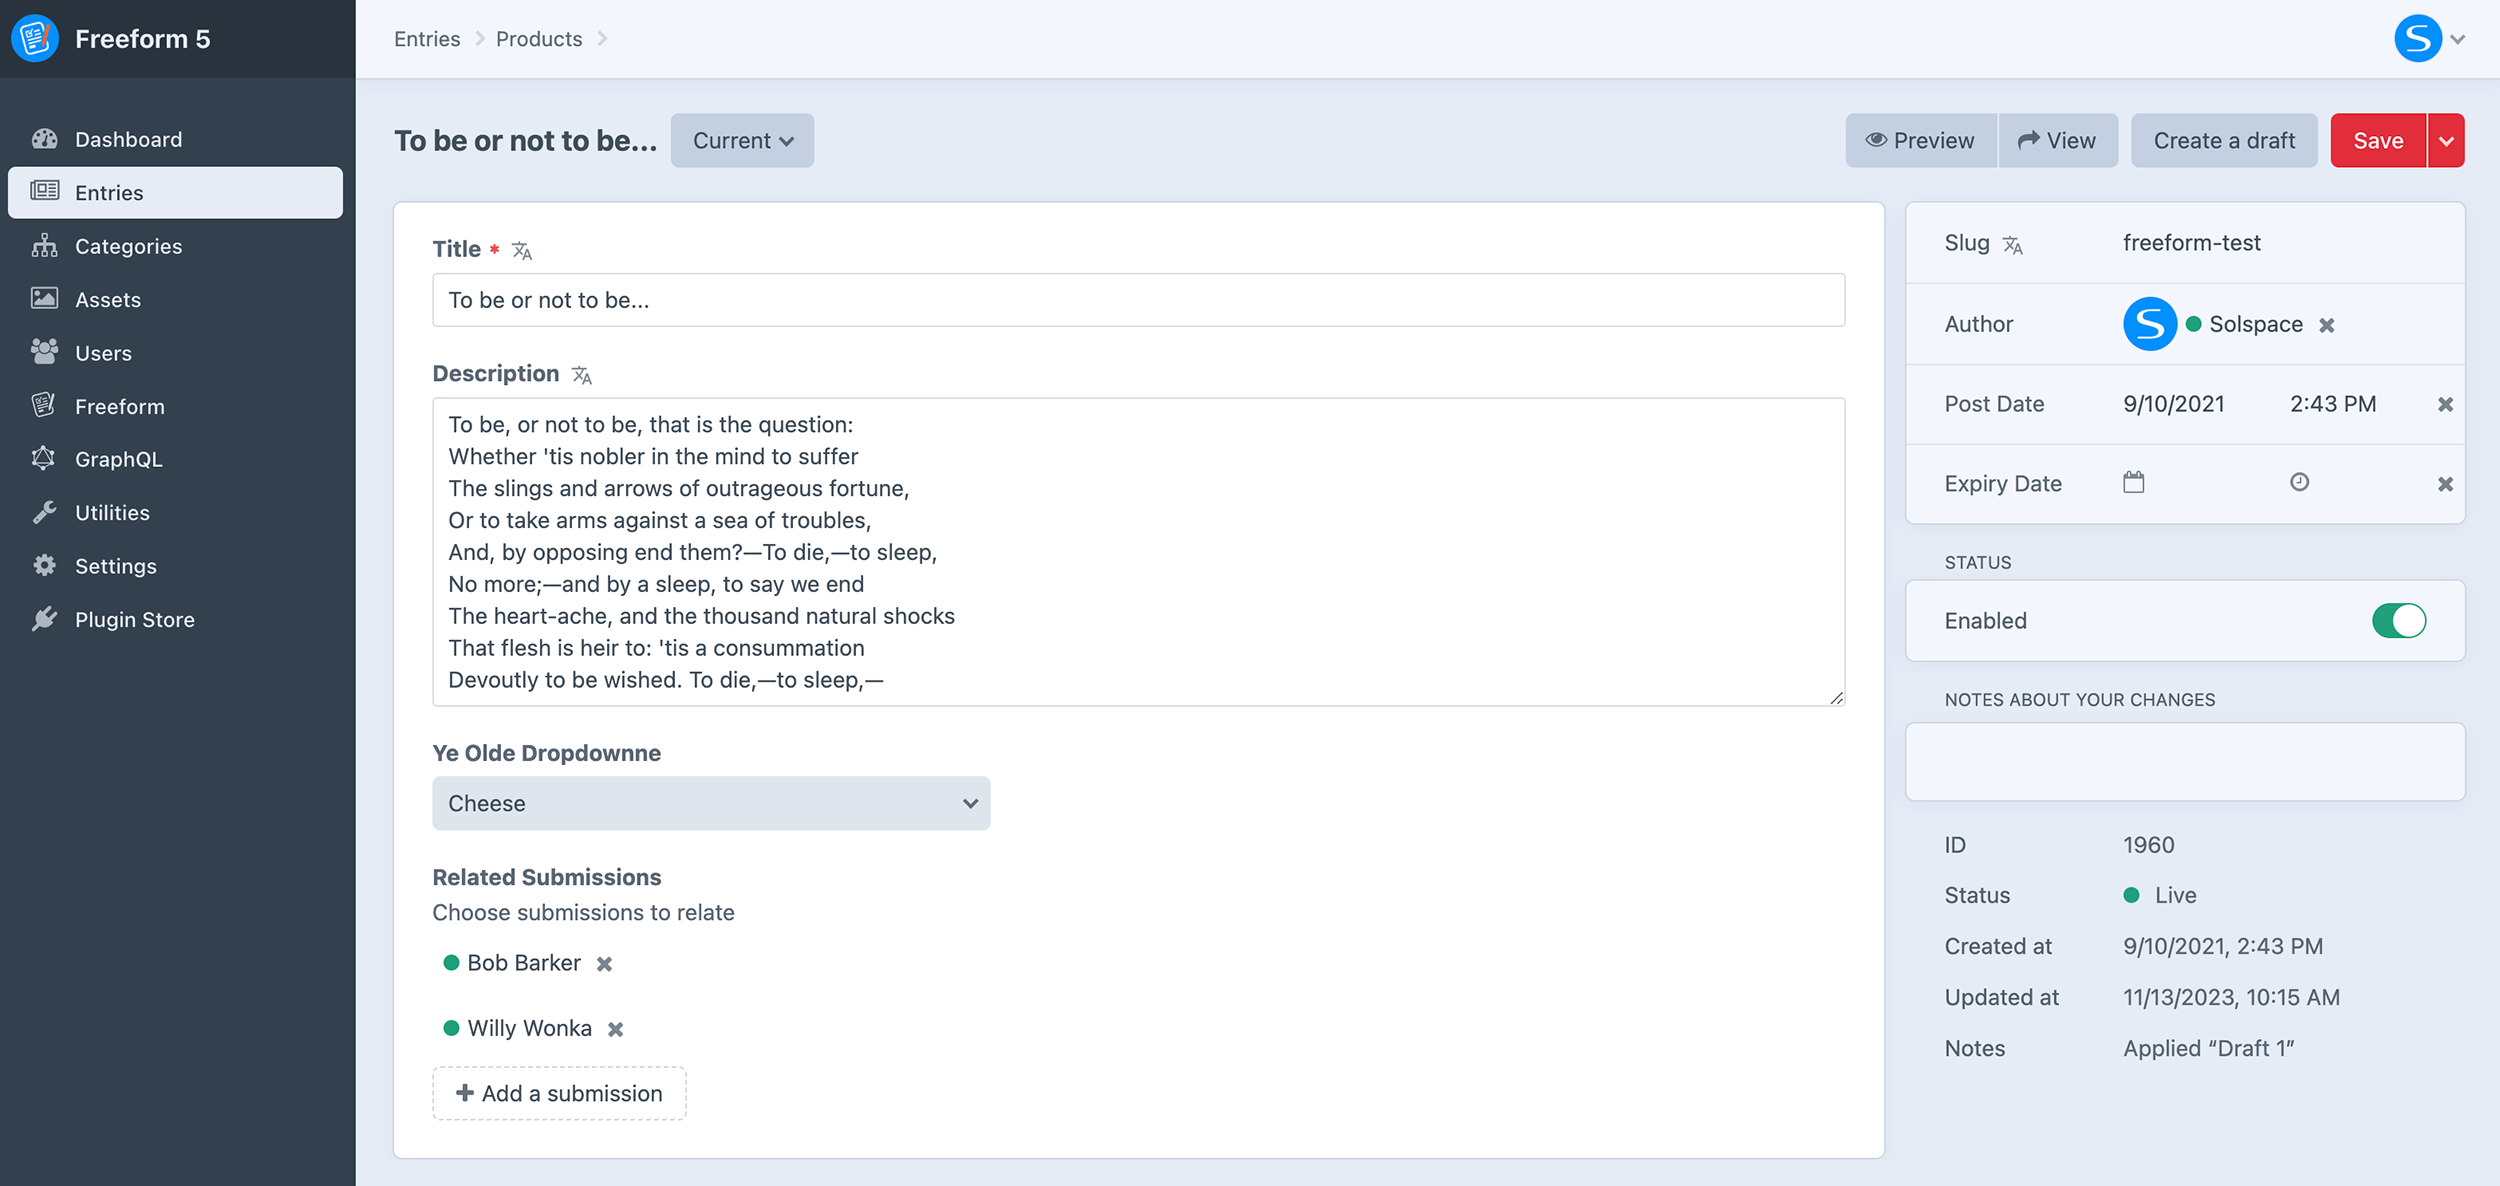 Freeform 5
Entries
Products
Dashboard
Entries
Categories
Assets
Users
Freeform
GraphQL
Utilities
Settings
Plugin Store
To be or not to be...
Current
Preview
View
Create a draft
Save
Title *
To be or not to be...
Description
To be, or not to be, that is the question:
Whether 'tis nobler in the mind to suffer
The slings and arrows of outrageous fortune,
Or to take arms against a sea of troubles,
And, by opposing end them?—To die,—to sleep,
No more;—and by a sleep, to say we end
The heart-ache, and the thousand natural shocks
That flesh is heir to: 'tis a consummation
Devoutly to be wished. To die,—to sleep,—
Ye Olde Dropdownne
Cheese
Related Submissions
Choose submissions to relate
Bob Barker
Willy Wonka
Add a submission
Slug freeform-test
Author S Solspace
Post Date 9/10/2021 2:43 PM
Expiry Date
STATUS
Enabled
NOTES ABOUT YOUR CHANGES
ID 1960
Status Live
Created at 9/10/2021, 2:43 PM
Updated at 11/13/2023, 10:15 AM
Notes Applied “Draft 1”